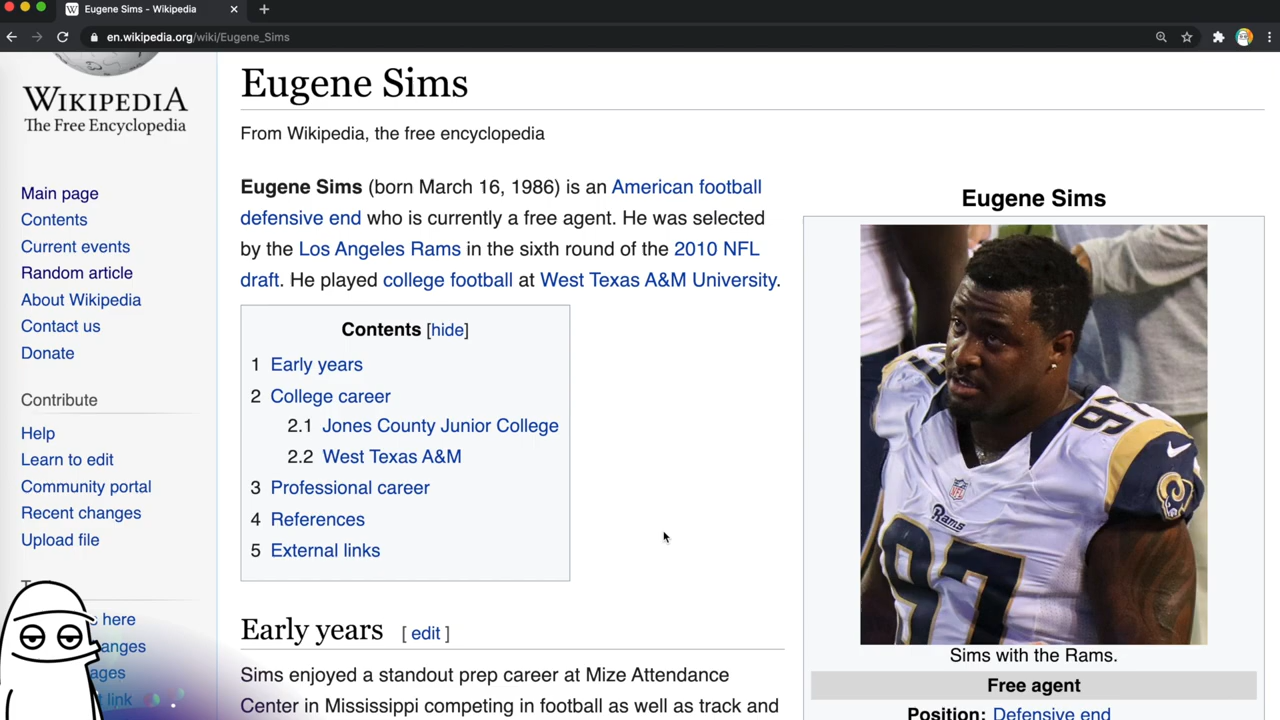 Eugene Sims - Wikipedia
en.wikipedia.org/wiki/Eugene_Sims
WIKIPEDIA
The Free Encyclopedia
Main page
Contents
Current events
Random article
About Wikipedia
Contact us
Donate
Contribute
Help
Learn to edit
Community portal
Recent changes
Upload file
here
anges
ages
t link
Eugene Sims
From Wikipedia, the free encyclopedia
Eugene Sims (born March 16, 1986) is an American football
defensive end who is currently a free agent. He was selected
by the Los Angeles Rams in the sixth round of the 2010 NFL
draft. He played college football at West Texas A&M University.
Contents [hide]
1 Early years
2 College career
2.1 Jones County Junior College
2.2 West Texas A&M
3 Professional career
4 References
5 External links
Early years [ edit ]
Sims enjoyed a standout prep career at Mize Attendance
Center in Mississippi competing in football as well as track and
Eugene Sims
97
NFL
Rams
97
Sims with the Rams.
Free agent
Position: Defensive end